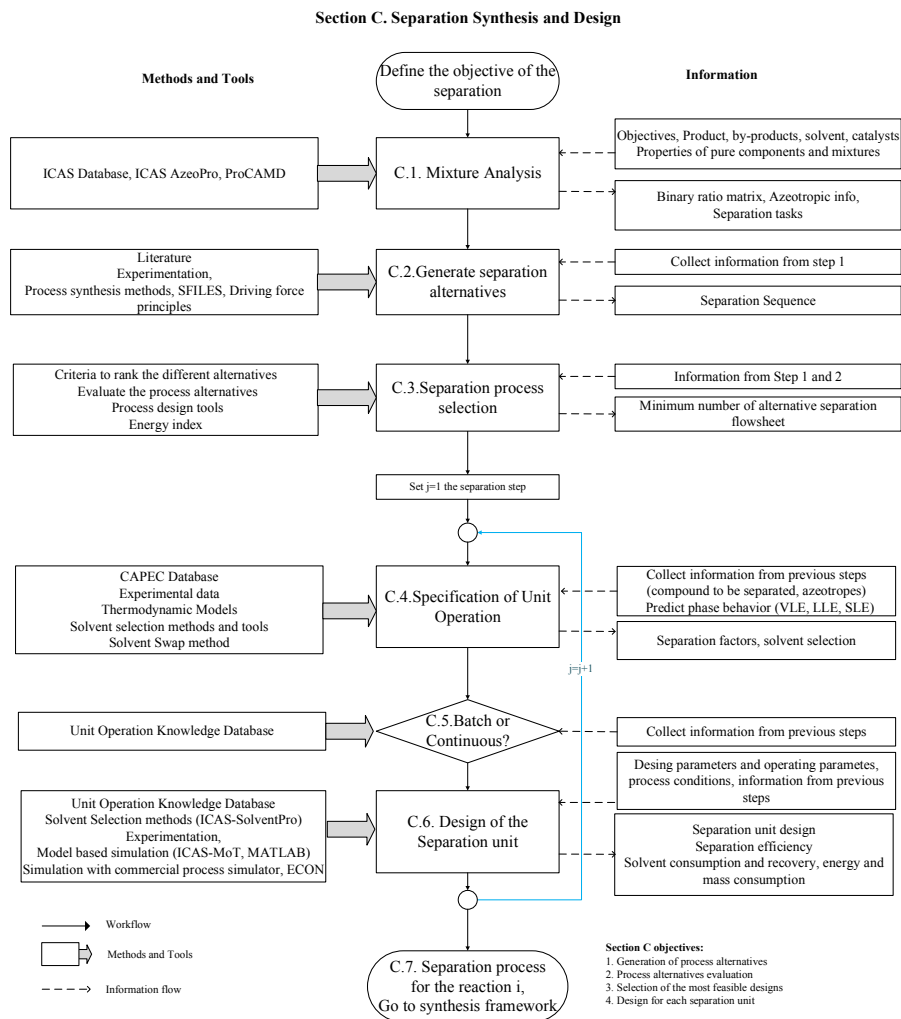 Section C. Separation Synthesis and Design
Methods and Tools
Define the objective of the
separation
Information
ICAS Database, ICAS AzeoPro, ProCAMD
C.1. Mixture Analysis
Objectives, Product, by-products, solvent, catalysts
Properties of pure components and mixtures
Binary ratio matrix, Azeotropic info,
Separation tasks
Literature
Experimentation,
Process synthesis methods, SFILES, Driving force
principles
C.2.Generate separation
alternatives
Collect information from step 1
Separation Sequence
Criteria to rank the different alternatives
Evaluate the process alternatives
Process design tools
Energy index
C.3.Separation process
selection
Information from Step 1 and 2
Minimum number of alternative separation
flowsheet
Set j=1 the separation step
CAPEC Database
Experimental data
Thermodynamic Models
Solvent selection methods and tools
Solvent Swap method
C.4.Specification of Unit
Operation
Collect information from previous steps
(compound to be separated, azeotropes)
Predict phase behavior (VLE, LLE, SLE)
Separation factors, solvent selection
j=j+1
Unit Operation Knowledge Database
C.5.Batch or
Continuous?
Collect information from previous steps
Unit Operation Knowledge Database
Solvent Selection methods (ICAS-SolventPro)
Experimentation,
Model based simulation (ICAS-MoT, MATLAB)
Simulation with commercial process simulator, ECON
C.6. Design of the
Separation unit
Desing parameters and operating parametes,
process conditions, information from previous
steps
Separation unit design
Separation efficiency
Solvent consumption and recovery, energy and
mass consumption
Workflow
Methods and Tools
Information flow
C.7. Separation process
for the reaction i,
Go to synthesis framework
Section C objectives:
1. Generation of process alternatives
2. Process alternatives evaluation
3. Selection of the most feasible designs
4. Design for each separation unit